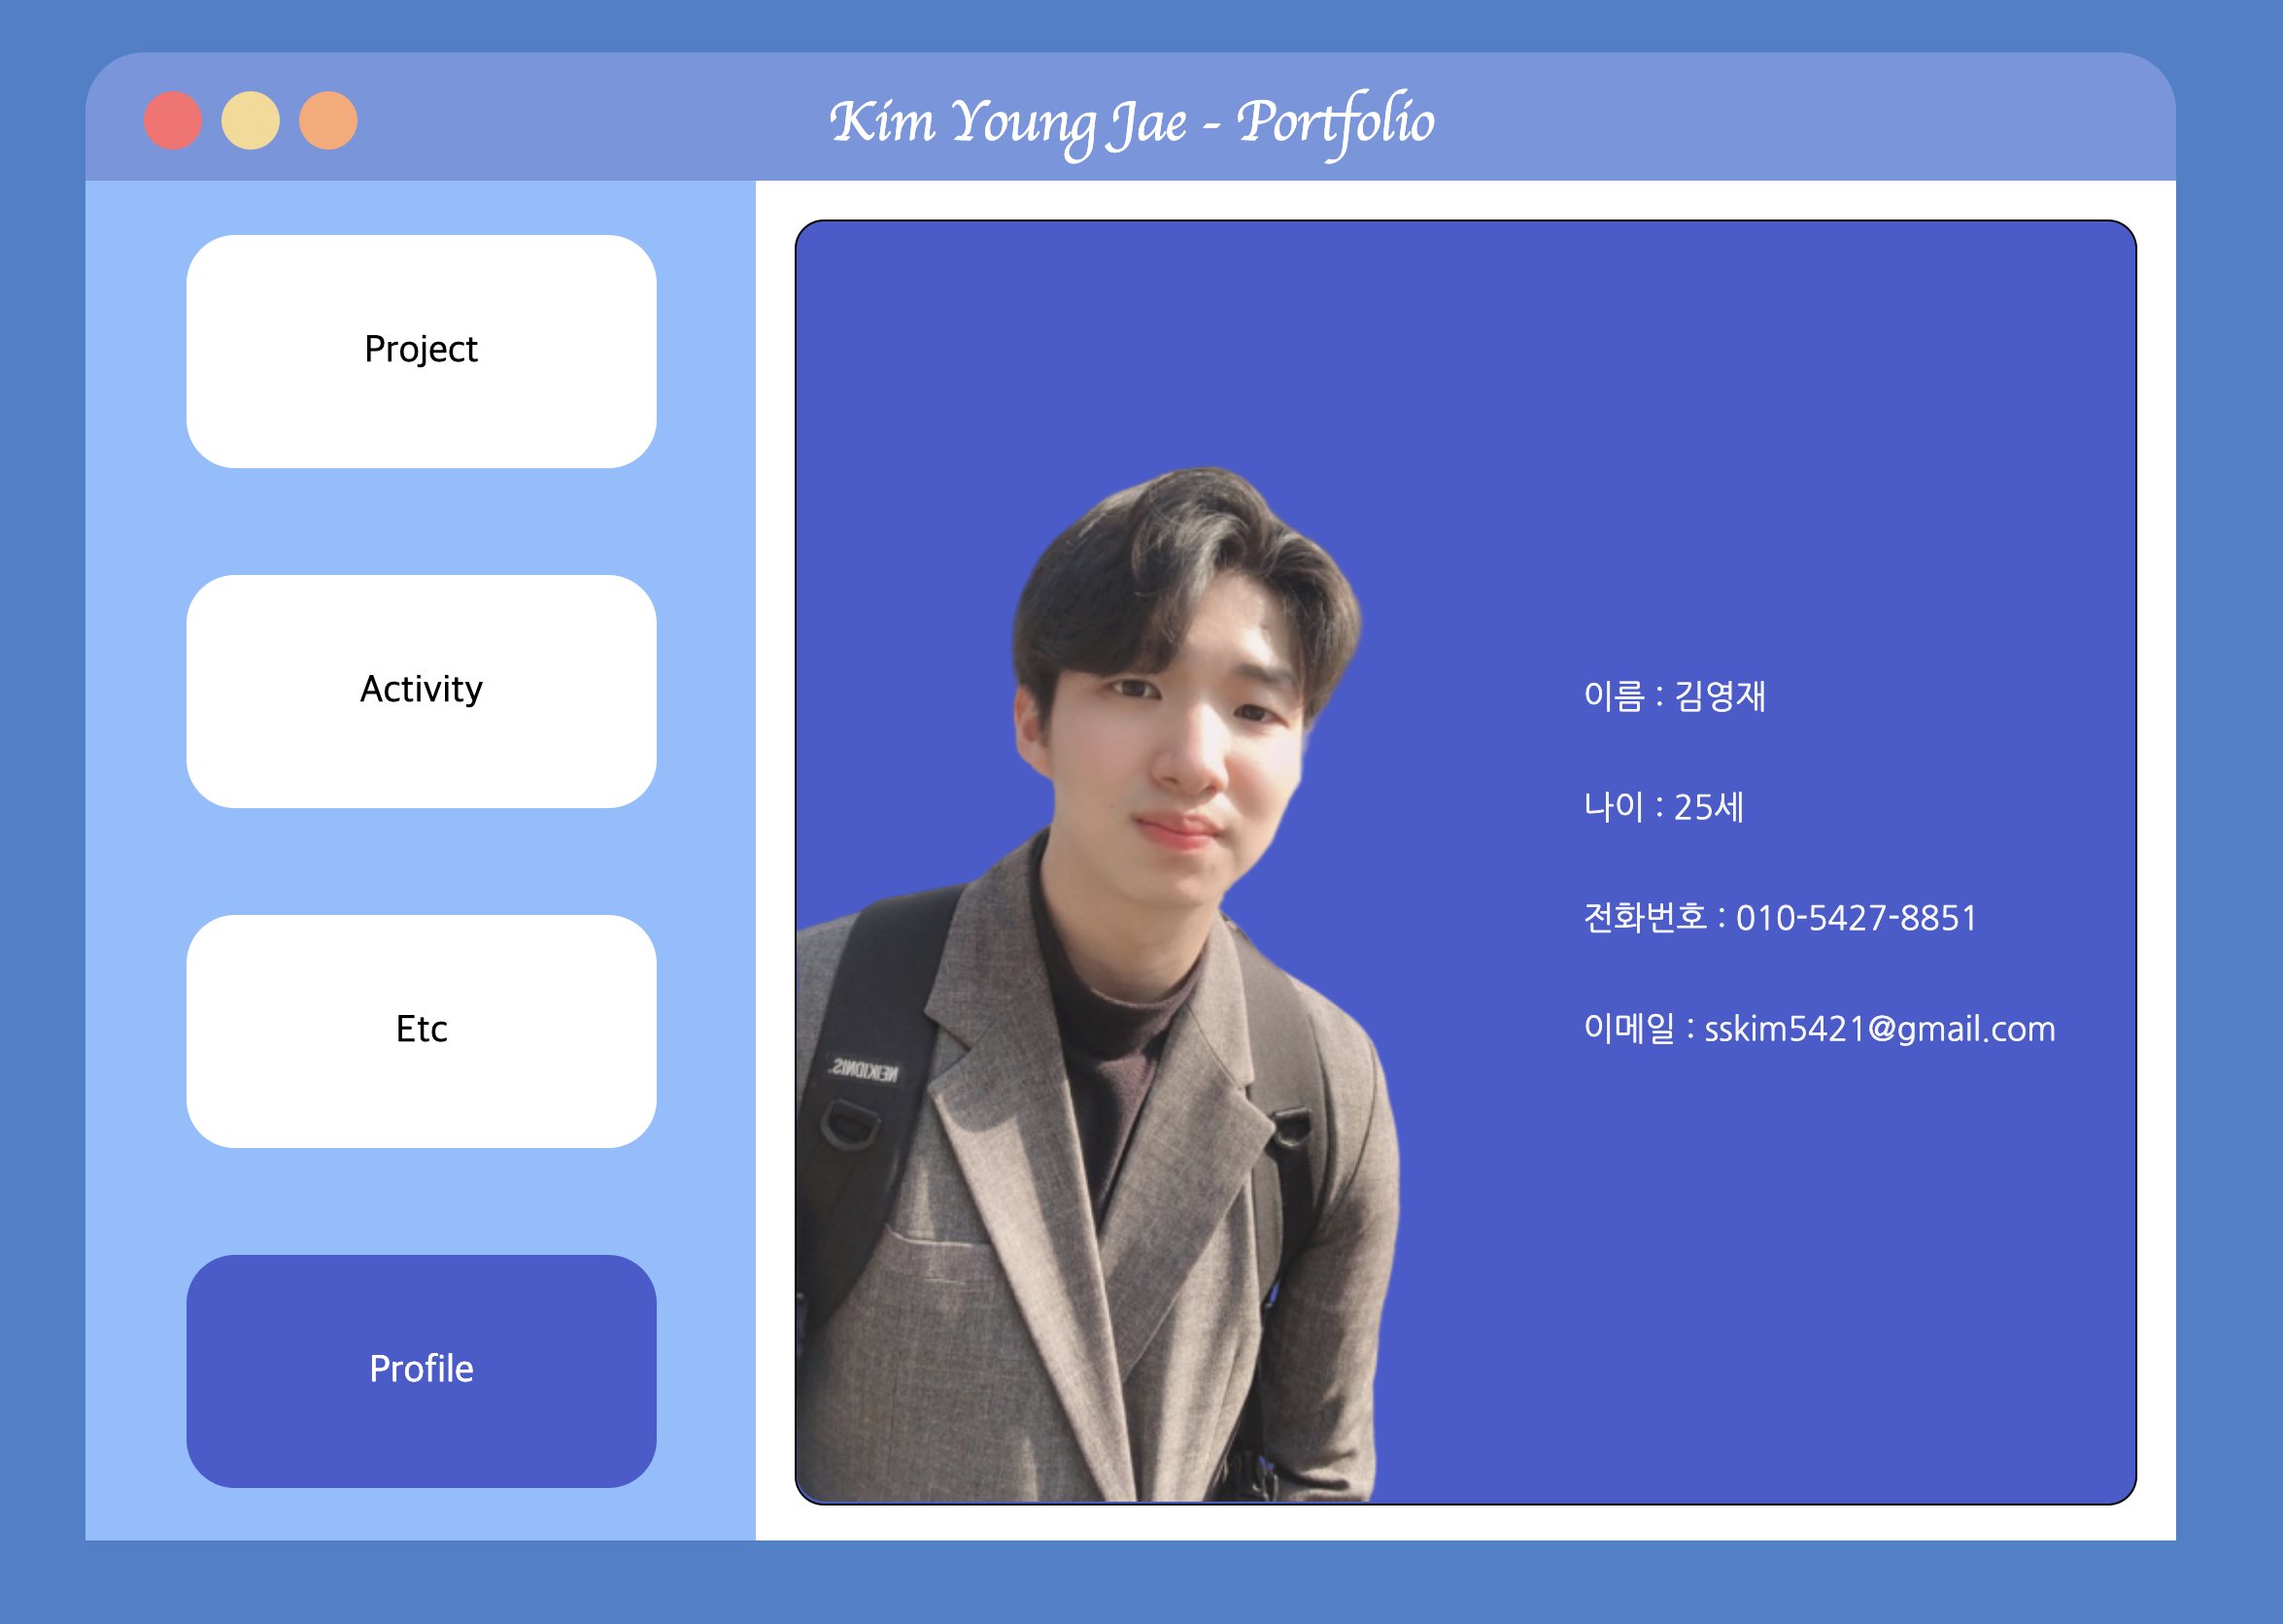 Kim Young Jae - Portfolio
Project
Activity
Etc
Profile
이름 : 김영재
나이 : 25세
전화번호 : 010-5427-8851
이메일 : sskim5421@gmail.com
NEIKIDNIS.